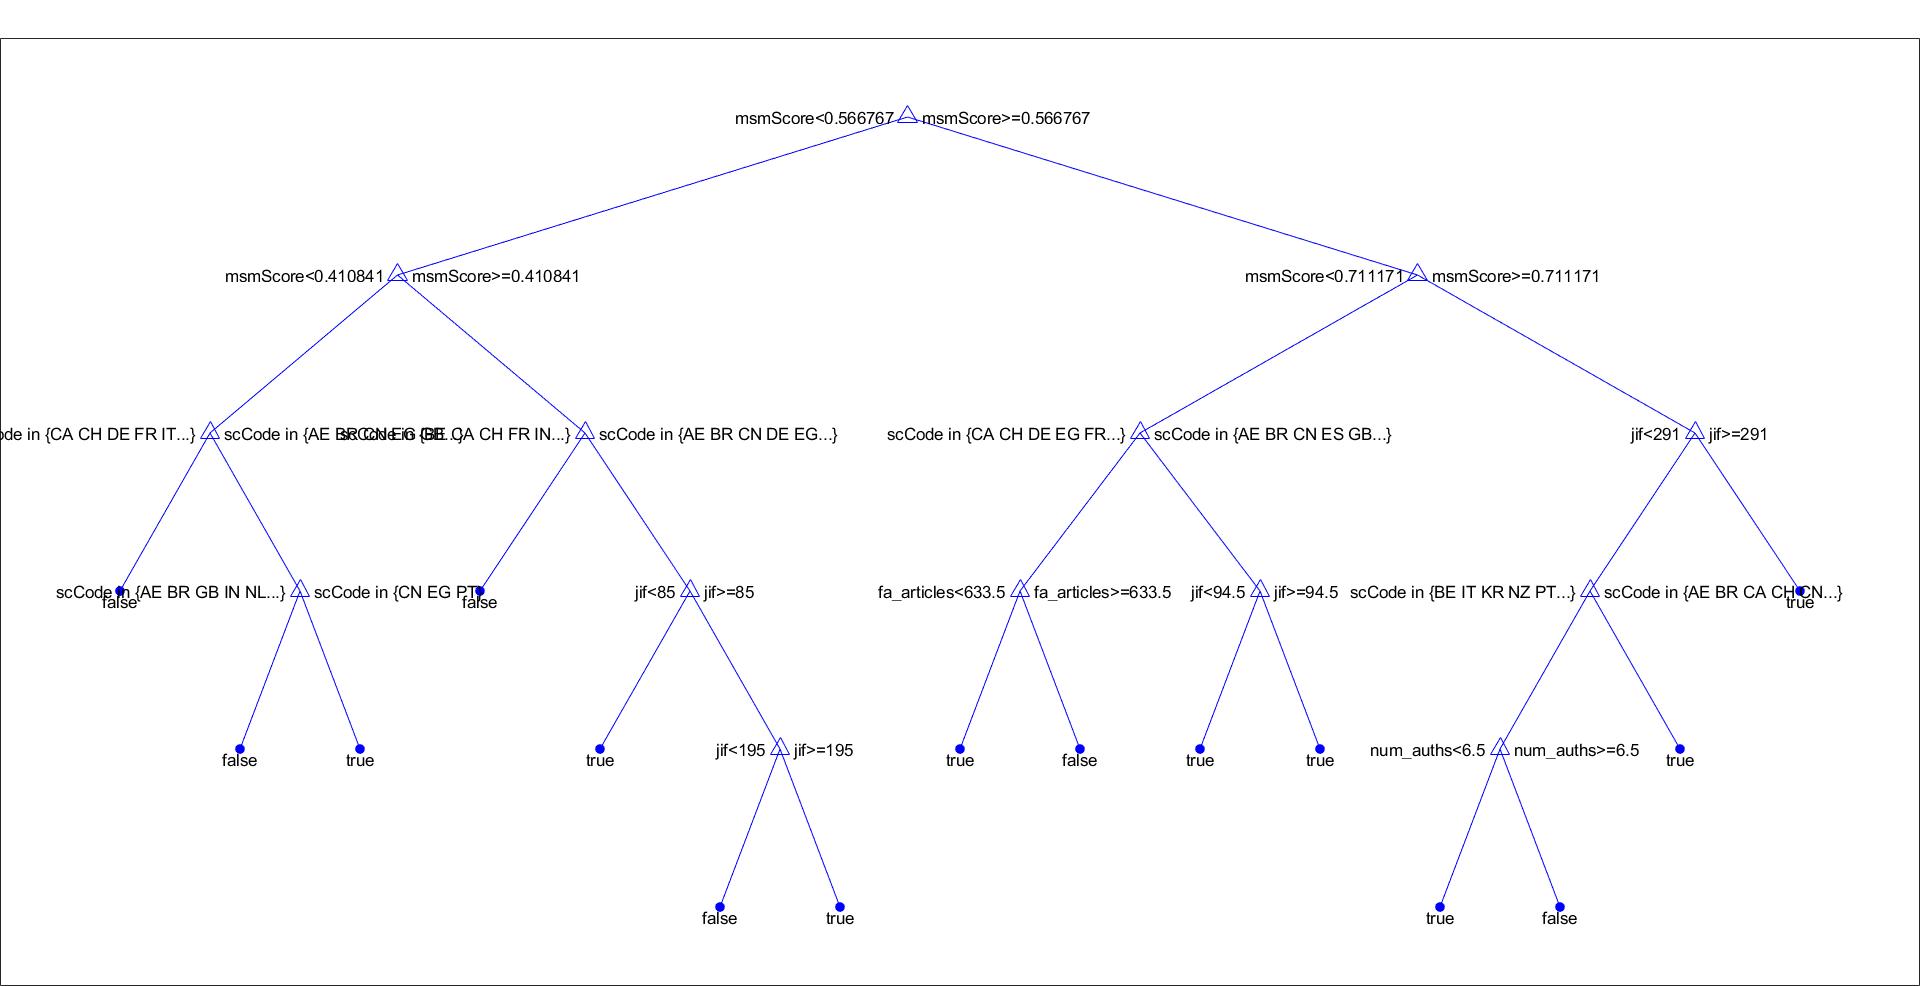 msmScore<0.566767 msmScore>=0.566767
msmScore<0.410841 msmScore>=0.410841 msmScore<0.711171 msmScore>=0.711171
in {CA CH DE FR IT...} scCode in {AE BR CN EG scCode in CA CH FR IN...} scCode in {AE BR CN DE EG...} scCode in {CA CH DE EG FR...} scCode in {AE BR CN ES GB...} jif<291 jif>=291
false scCode in {AE BR GB IN NL...} scCode in {CN EG PT} false jif<85 jif>=85 fa_articles<633.5 fa_articles>=633.5 jif<94.5 jif>=94.5 scCode in {BE IT KR NZ PT...} scCode in {AE BR CA CH CN...} true
false true true jif<195 jif>=195 true false true true num_auths<6.5 num_auths>=6.5 true
false true true false